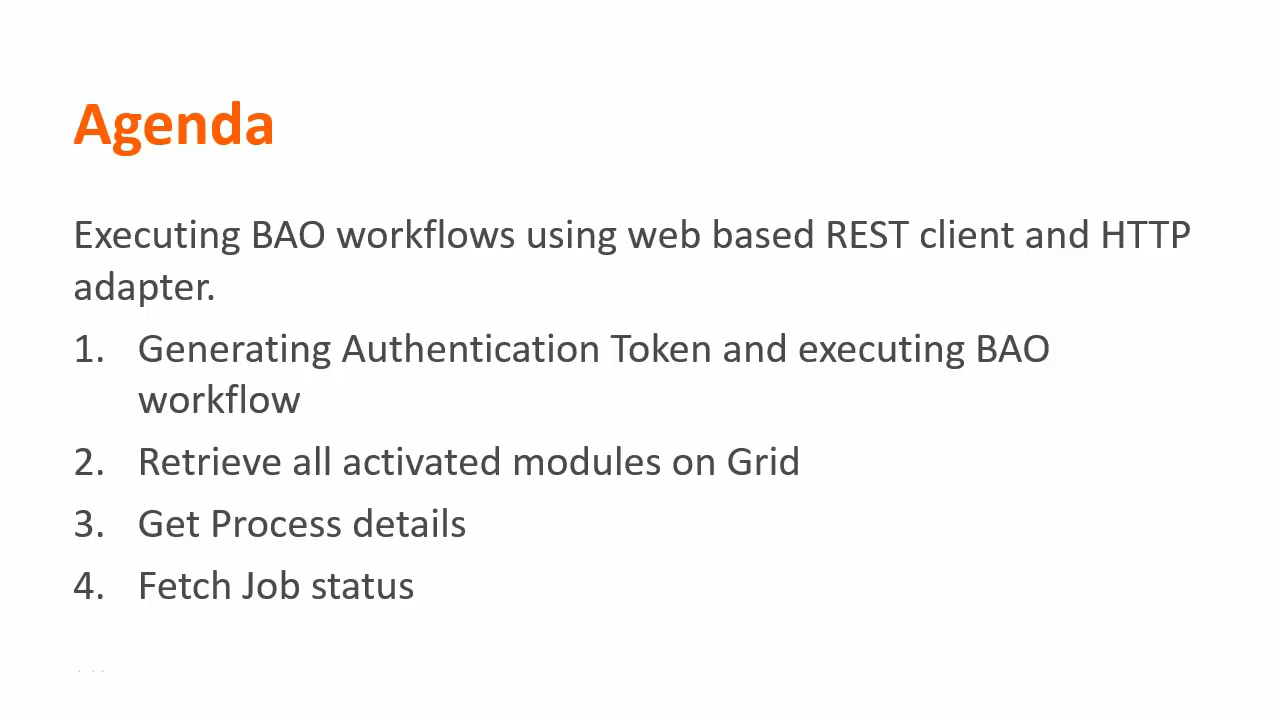 Agenda
Executing BAO workflows using web based REST client and HTTP
adapter.
1. Generating Authentication Token and executing BAO
workflow
2. Retrieve all activated modules on Grid
3. Get Process details
4. Fetch Job status